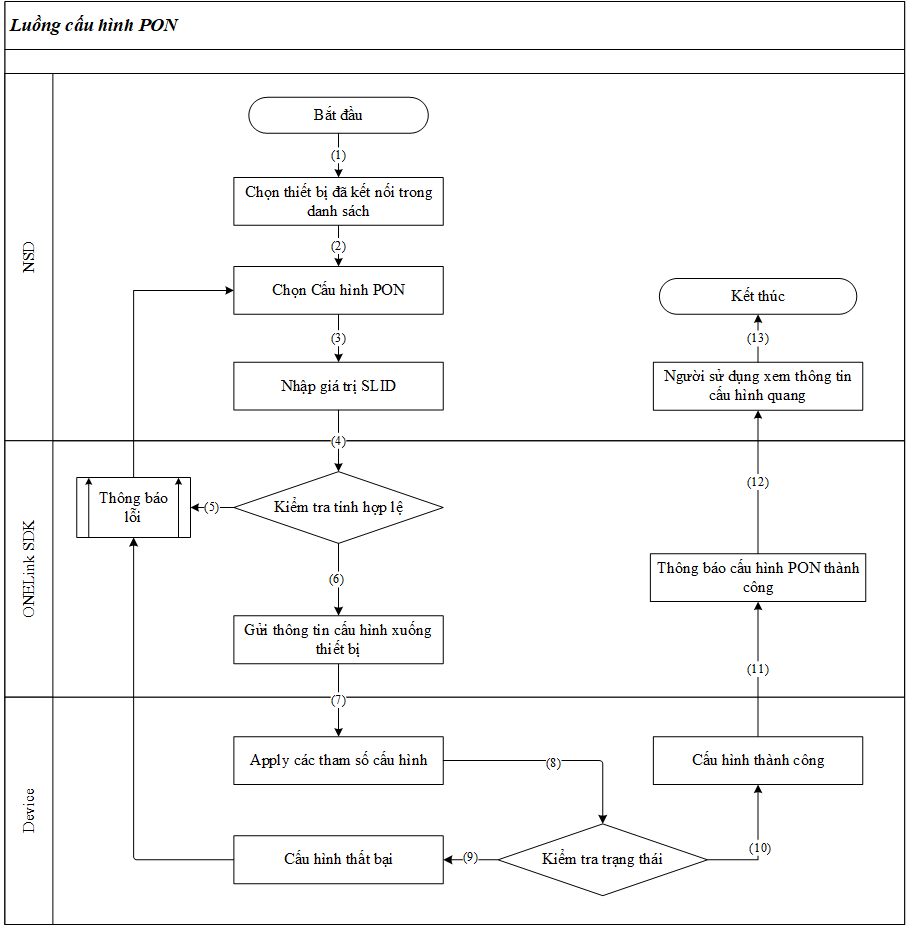 Luồng cấu hình PON
NSD
Bắt đầu
(1)
Chọn thiết bị đã kết nối trong
danh sách
(2)
Chọn Cấu hình PON
(3)
Nhập giá trị SLID
(4)
Kết thúc
(13)
Người sử dụng xem thông tin
cấu hình quang
(12)
ONELink SDK
Thông báo
lỗi
(5)
Kiểm tra tính hợp lệ
(6)
Gửi thông tin cấu hình xuống
thiết bị
(7)
Thông báo cấu hình PON thành
công
(11)
Device
Apply các tham số cấu hình
(8)
Cấu hình thành công
Cấu hình thất bại
(9)
Kiểm tra trạng thái
(10)